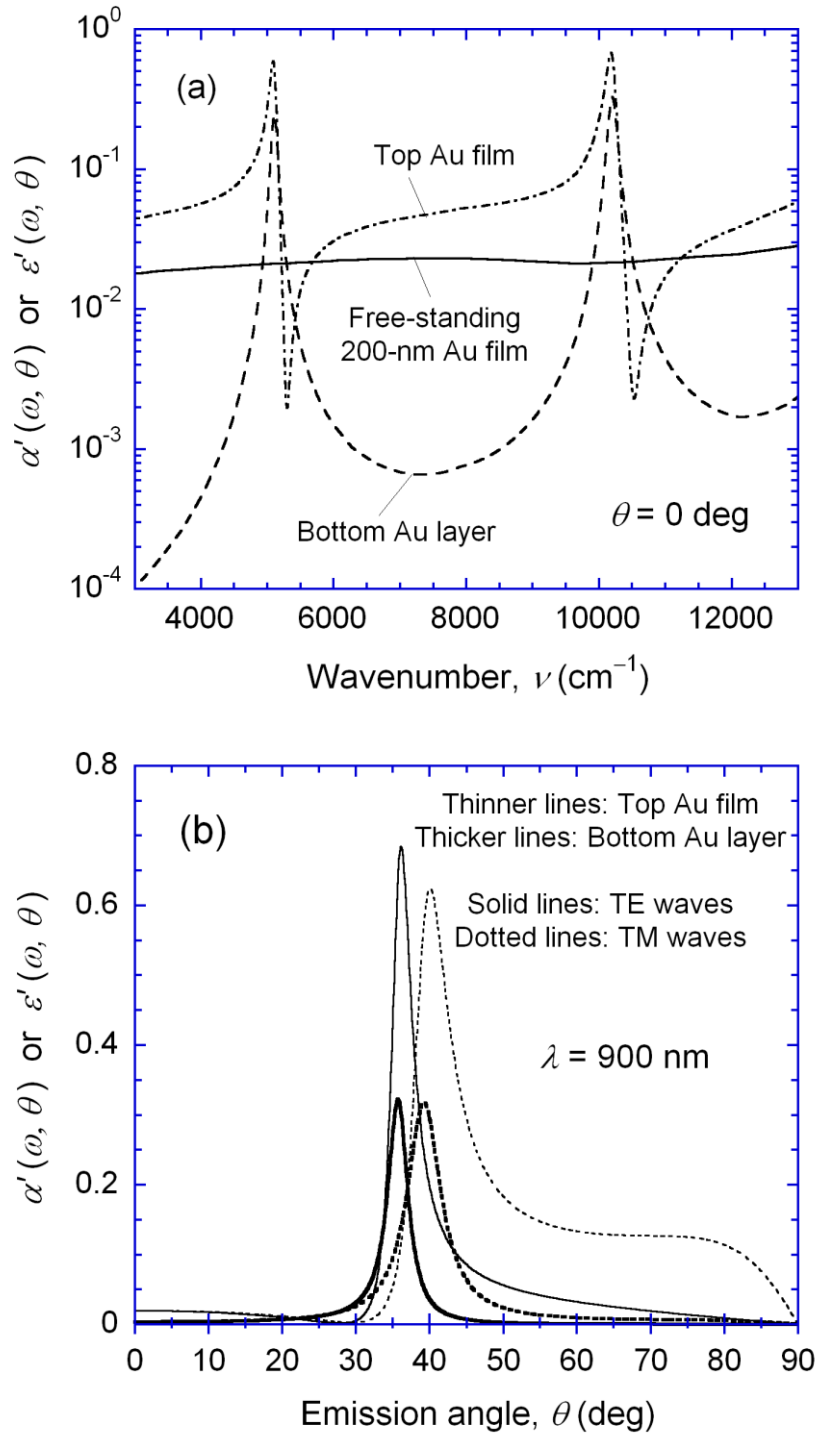 α′(ω, θ) or ε′(ω, θ)
10⁰
10⁻¹
10⁻²
10⁻³
10⁻⁴
(a)
Top Au film
Free-standing
200-nm Au film
Bottom Au layer
θ = 0 deg
4000 6000 8000 10000 12000
Wavenumber, ν (cm⁻¹)
α′(ω, θ) or ε′(ω, θ)
0.8
0.6
0.4
0.2
0
(b)
Thinner lines: Top Au film
Thicker lines: Bottom Au layer
Solid lines: TE waves
Dotted lines: TM waves
λ = 900 nm
0 10 20 30 40 50 60 70 80 90
Emission angle, θ (deg)